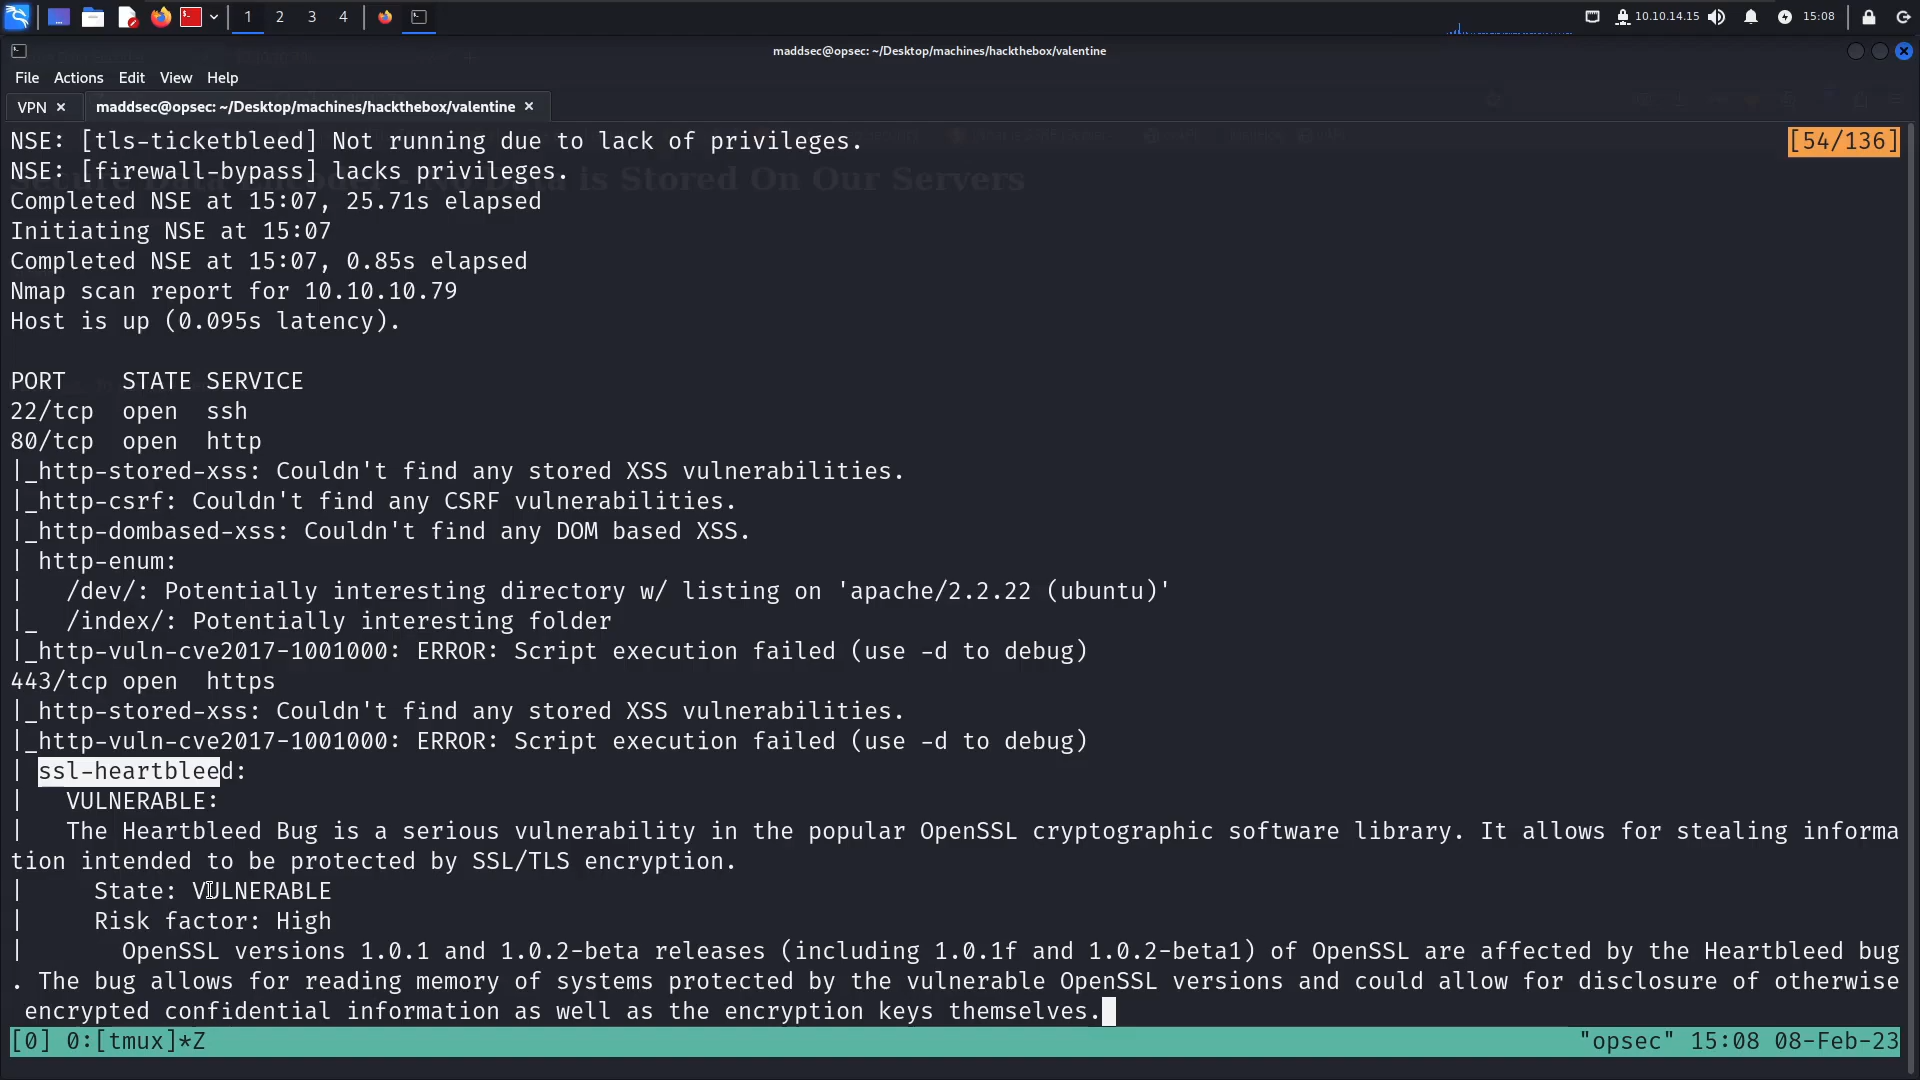 1 2 3 4 10.10.14.15 15:08
maddsec@opsec: ~/Desktop/machines/hackthebox/valentine
File Actions Edit View Help
VPN × maddsec@opsec: ~/Desktop/machines/hackthebox/valentine ×
NSE: [tls-ticketbleed] Not running due to lack of privileges. [54/136]
NSE: [firewall-bypass] lacks privileges.
Secure Data Encoder - No Data is Stored On Our Servers
Completed NSE at 15:07, 25.71s elapsed
Initiating NSE at 15:07
Completed NSE at 15:07, 0.85s elapsed
Nmap scan report for 10.10.10.79
Host is up (0.095s latency).
PORT STATE SERVICE
22/tcp open ssh
80/tcp open http
|_http-stored-xss: Couldn't find any stored XSS vulnerabilities.
|_http-csrf: Couldn't find any CSRF vulnerabilities.
|_http-dombased-xss: Couldn't find any DOM based XSS.
| http-enum:
| /dev/: Potentially interesting directory w/ listing on 'apache/2.2.22 (ubuntu)'
|_ /index/: Potentially interesting folder
|_http-vuln-cve2017-1001000: ERROR: Script execution failed (use -d to debug)
443/tcp open https
|_http-stored-xss: Couldn't find any stored XSS vulnerabilities.
|_http-vuln-cve2017-1001000: ERROR: Script execution failed (use -d to debug)
| ssl-heartbleed:
| VULNERABLE:
| The Heartbleed Bug is a serious vulnerability in the popular OpenSSL cryptographic software library. It allows for stealing informa
tion intended to be protected by SSL/TLS encryption.
| State: VULNERABLE
| Risk factor: High
| OpenSSL versions 1.0.1 and 1.0.2-beta releases (including 1.0.1f and 1.0.2-beta1) of OpenSSL are affected by the Heartbleed bug
. The bug allows for reading memory of systems protected by the vulnerable OpenSSL versions and could allow for disclosure of otherwise
encrypted confidential information as well as the encryption keys themselves.
[0] 0:[tmux]*Z "opsec" 15:08 08-Feb-23